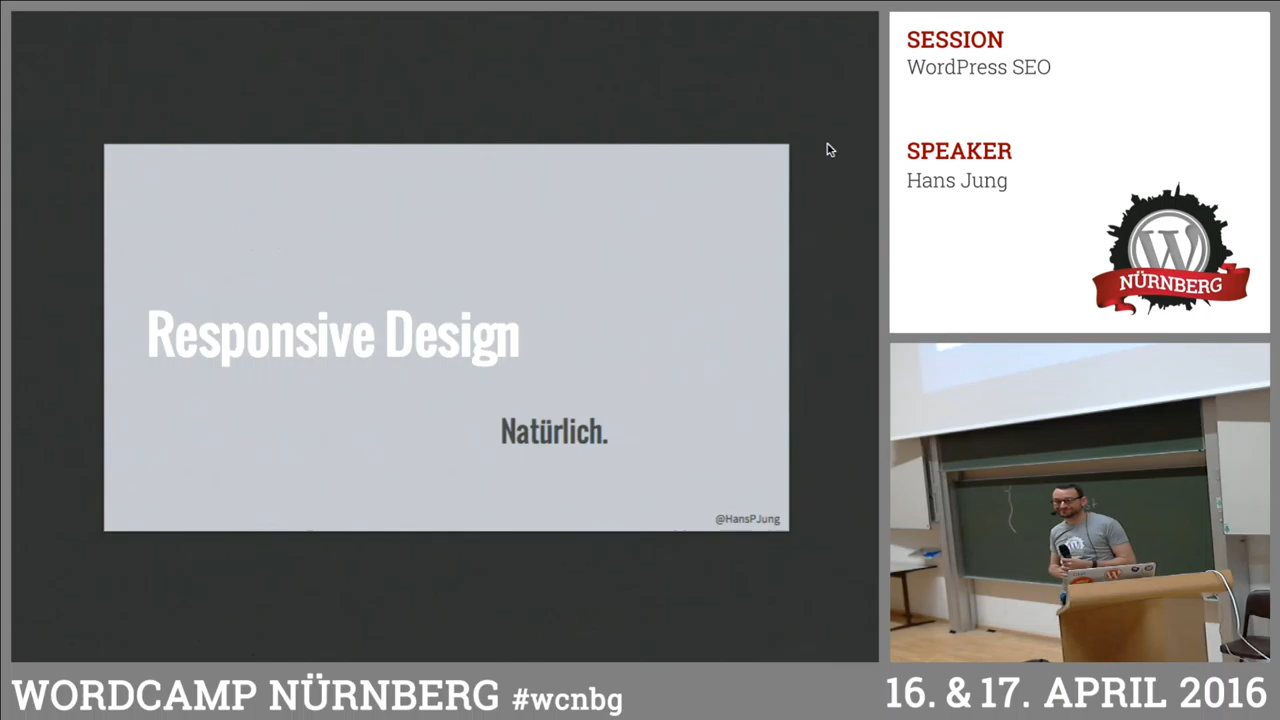 Responsive Design
Natürlich.
@HansPJung
SESSION
WordPress SEO
SPEAKER
Hans Jung
W
NÜRNBERG
WORDCAMP NÜRNBERG #wcnbg
16. & 17. APRIL 2016